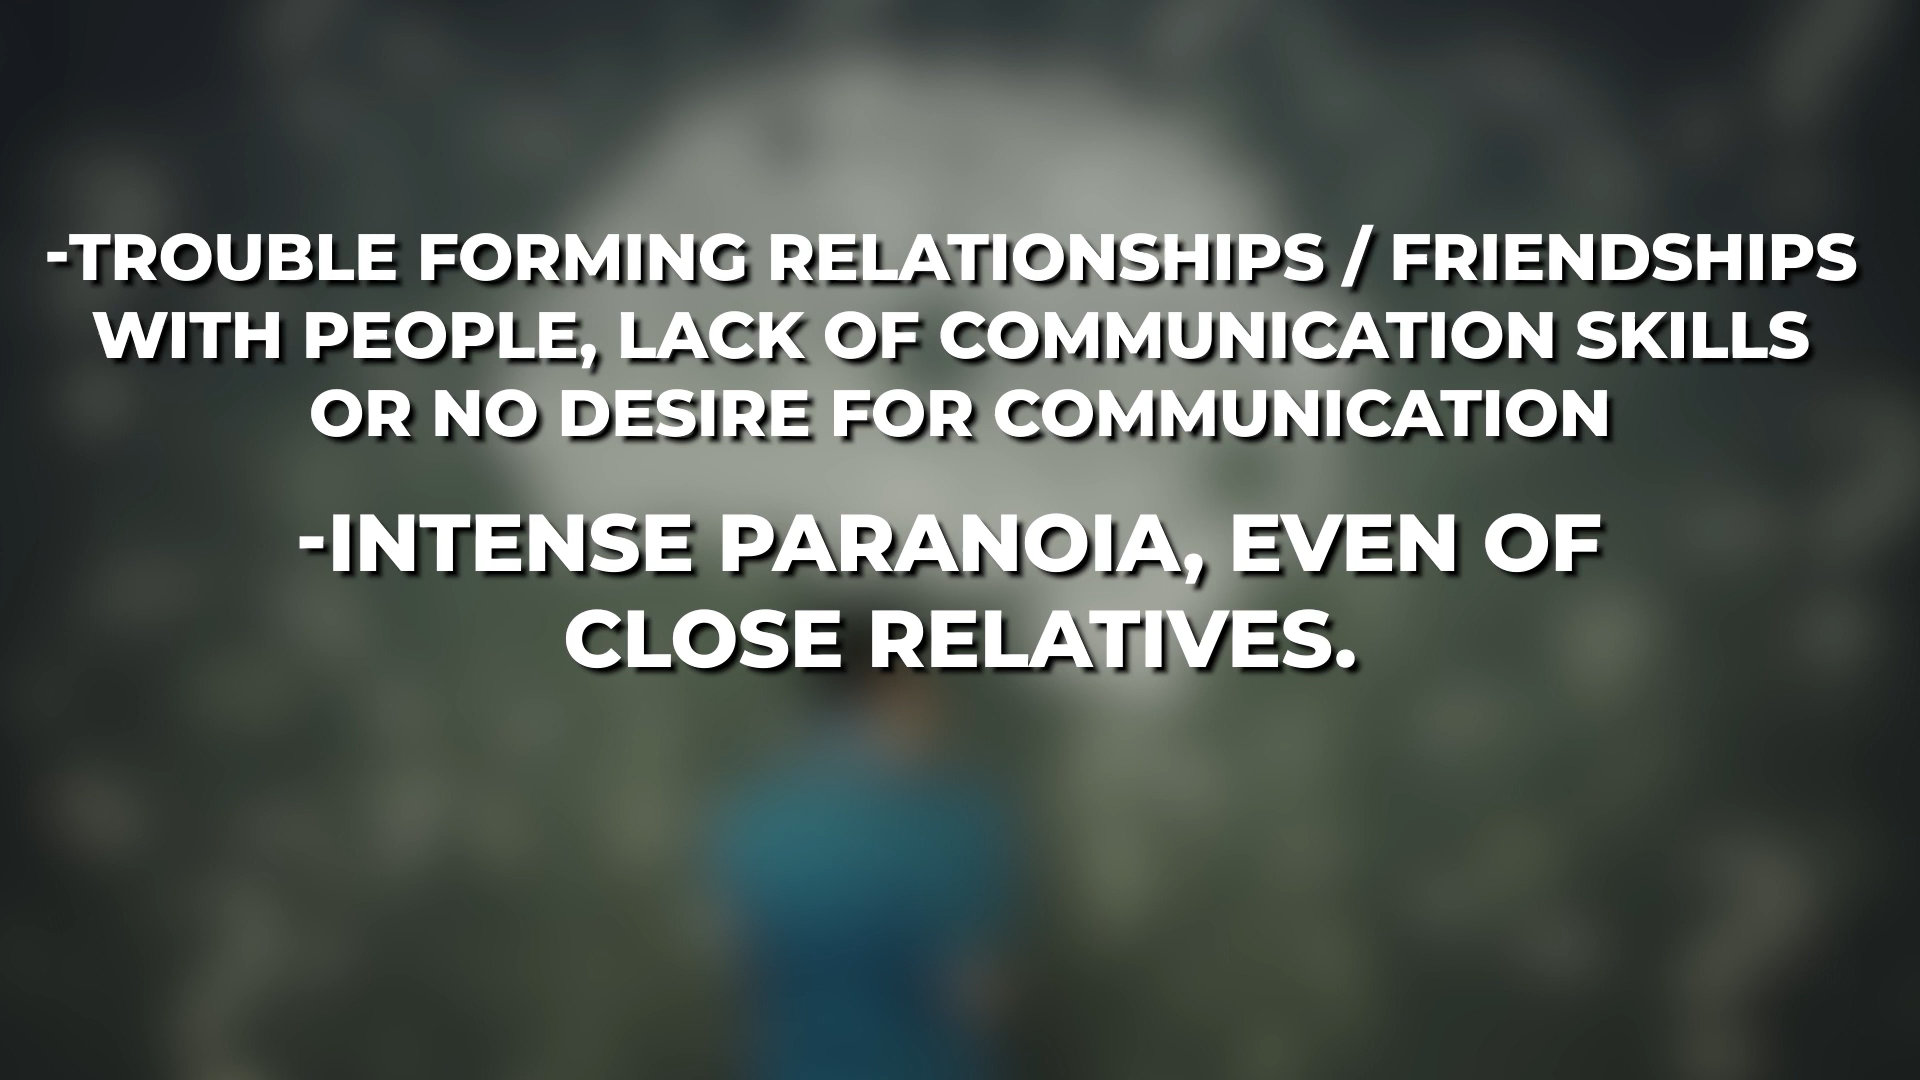 -TROUBLE FORMING RELATIONSHIPS / FRIENDSHIPS
WITH PEOPLE, LACK OF COMMUNICATION SKILLS
OR NO DESIRE FOR COMMUNICATION
-INTENSE PARANOIA, EVEN OF
CLOSE RELATIVES.